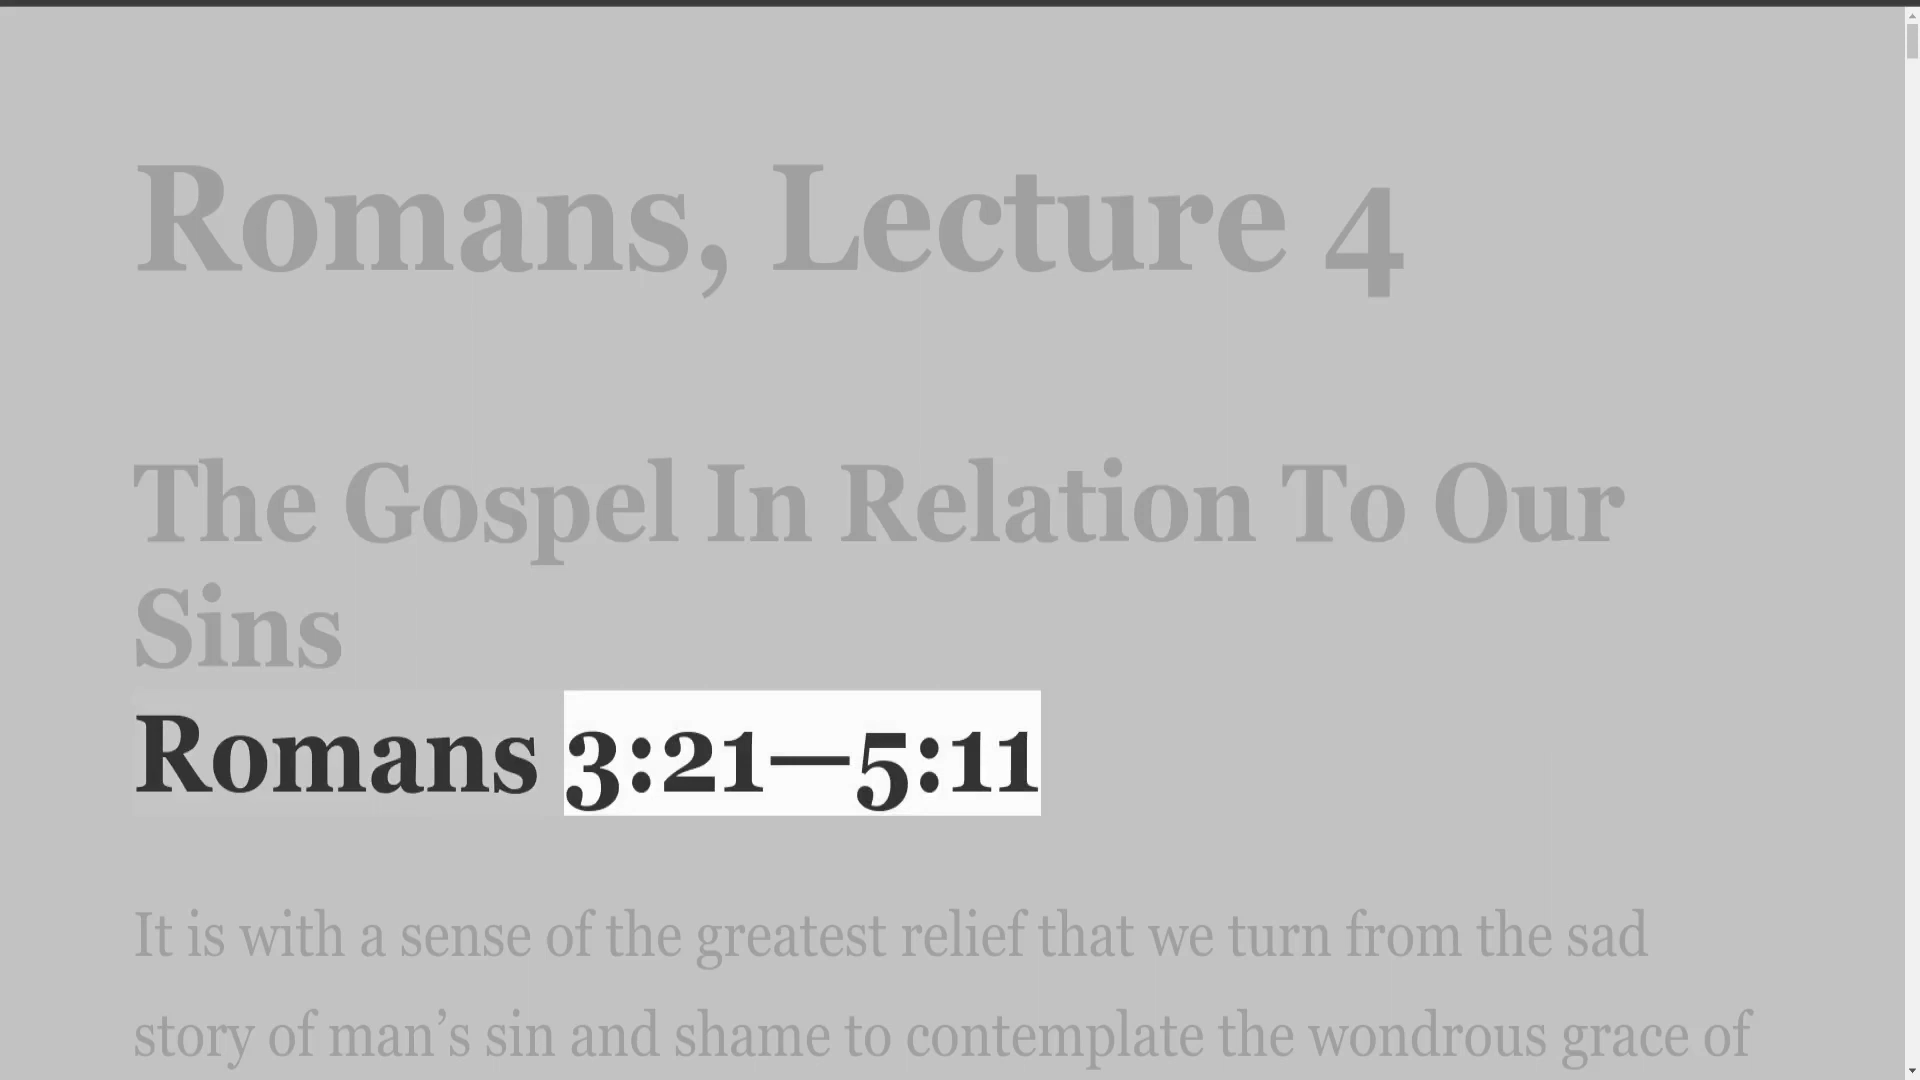 Romans, Lecture 4
The Gospel In Relation To Our
Sins
Romans 3:21—5:11
It is with a sense of the greatest relief that we turn from the sad
story of man’s sin and shame to contemplate the wondrous grace of